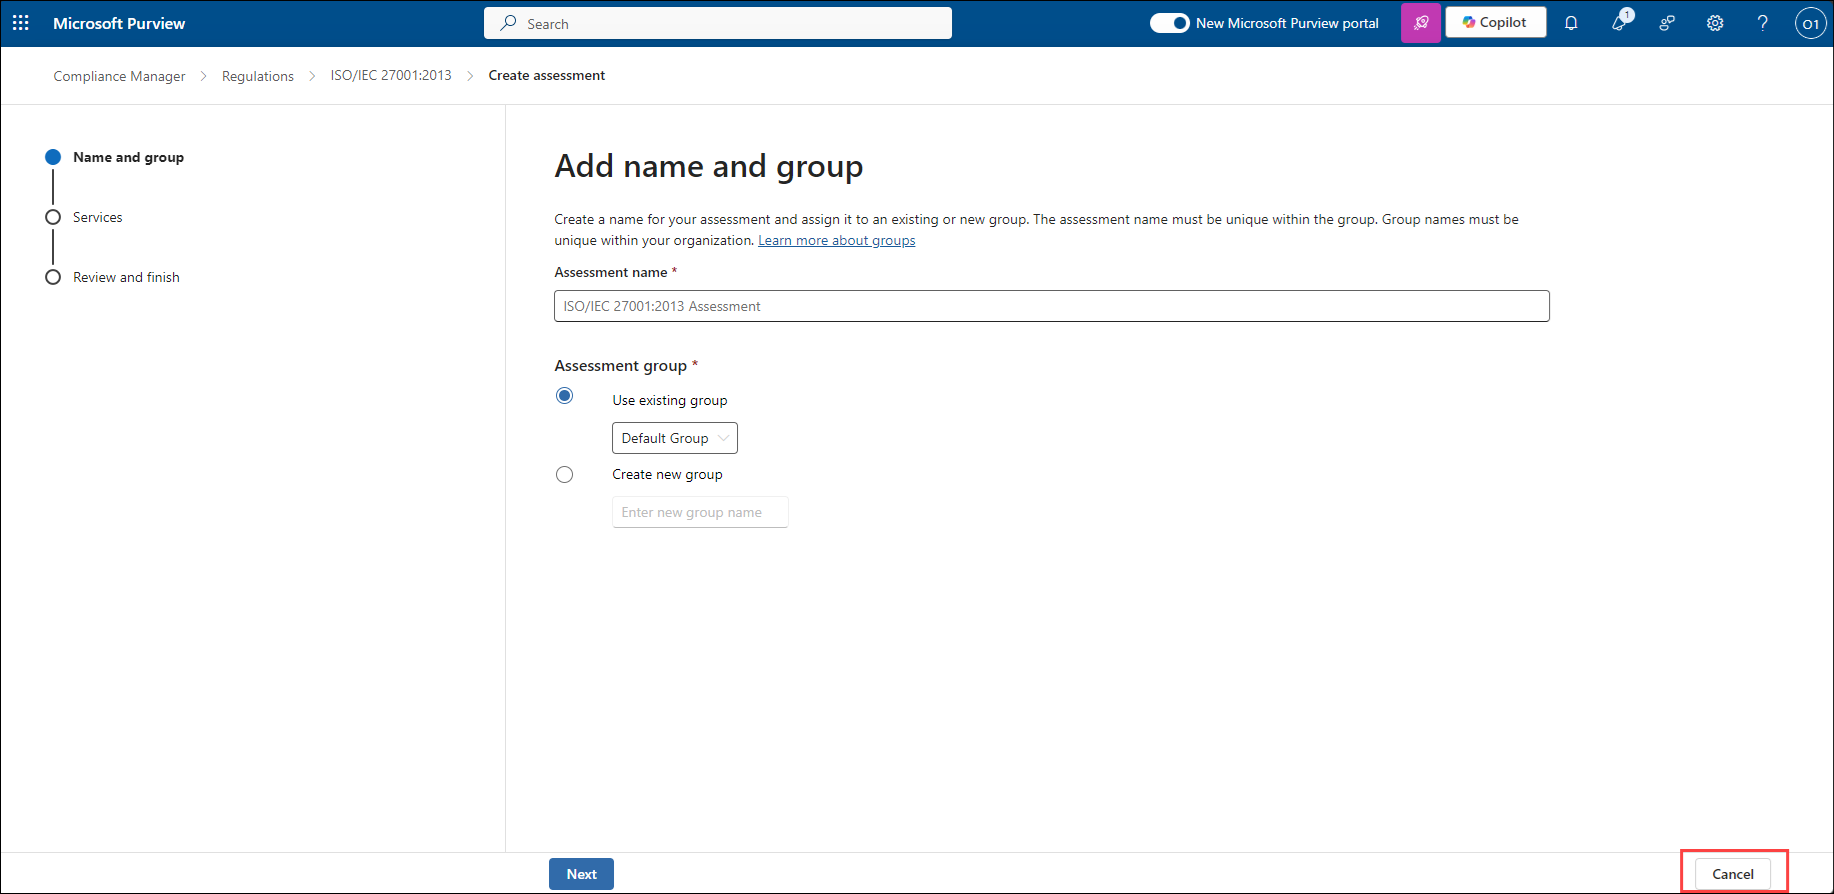 Microsoft Purview
Search
New Microsoft Purview portal
Copilot
1
O1
Compliance Manager > Regulations > ISO/IEC 27001:2013 > Create assessment
Name and group
Services
Review and finish
Add name and group
Create a name for your assessment and assign it to an existing or new group. The assessment name must be unique within the group. Group names must be
unique within your organization. Learn more about groups
Assessment name *
ISO/IEC 27001:2013 Assessment
Assessment group *
Use existing group
Default Group
Create new group
Enter new group name
Next
Cancel